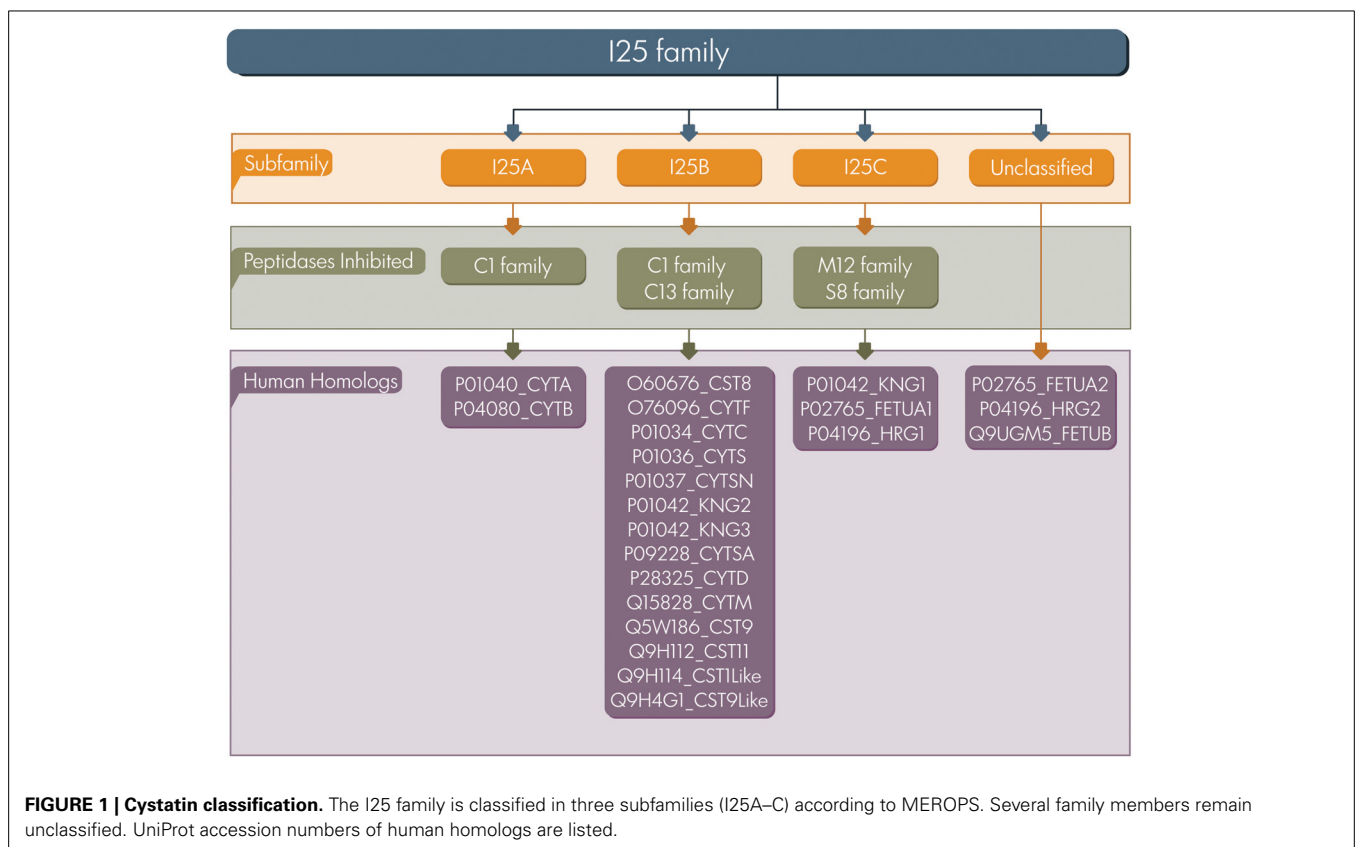 I25 family
Subfamily
I25A
I25B
I25C
Unclassified
Peptidases Inhibited
C1 family
C1 family
C13 family
M12 family
S8 family
Human Homologs
P01040_CYTA
P04080_CYTB
O60676_CST8
O76096_CYTF
P01034_CYTC
P01036_CYTS
P01037_CYTSN
P01042_KNG2
P01042_KNG3
P09228_CYTSA
P28325_CYTD
Q15828_CYTM
Q5W186_CST9
Q9H112_CST11
Q9H114_CST1Like
Q9H4G1_CST9Like
P01042_KNG1
P02765_FETUA1
P04196_HRG1
P02765_FETUA2
P04196_HRG2
Q9UGM5_FETUB
FIGURE 1 | Cystatin classification. The I25 family is classified in three subfamilies (I25A–C) according to MEROPS. Several family members remain
unclassified. UniProt accession numbers of human homologs are listed.